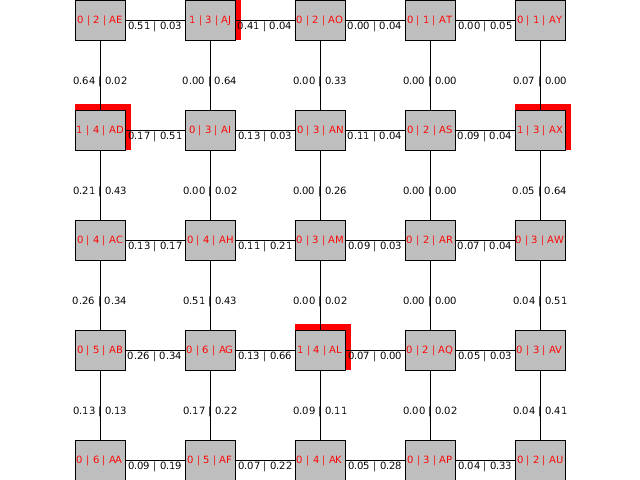 0 | 2 | AE 0.51 | 0.03 1 | 3 | AJ 0.41 | 0.04 0 | 2 | AO 0.00 | 0.04 0 | 1 | AT 0.00 | 0.05 0 | 1 | AY
0.64 | 0.02 0.00 | 0.64 0.00 | 0.33 0.00 | 0.00 0.07 | 0.00
1 | 4 | AD 0.17 | 0.51 0 | 3 | AI 0.13 | 0.03 0 | 3 | AN 0.11 | 0.04 0 | 2 | AS 0.09 | 0.04 1 | 3 | AX
0.21 | 0.43 0.00 | 0.02 0.00 | 0.26 0.00 | 0.00 0.05 | 0.64
0 | 4 | AC 0.13 | 0.17 0 | 4 | AH 0.11 | 0.21 0 | 3 | AM 0.09 | 0.03 0 | 2 | AR 0.07 | 0.04 0 | 3 | AW
0.26 | 0.34 0.51 | 0.43 0.00 | 0.02 0.00 | 0.00 0.04 | 0.51
0 | 5 | AB 0.26 | 0.34 0 | 6 | AG 0.13 | 0.66 1 | 4 | AL 0.07 | 0.00 0 | 2 | AQ 0.05 | 0.03 0 | 3 | AV
0.13 | 0.13 0.17 | 0.22 0.09 | 0.11 0.00 | 0.02 0.04 | 0.41
0 | 6 | AA 0.09 | 0.19 0 | 5 | AF 0.07 | 0.22 0 | 4 | AK 0.05 | 0.28 0 | 3 | AP 0.04 | 0.33 0 | 2 | AU